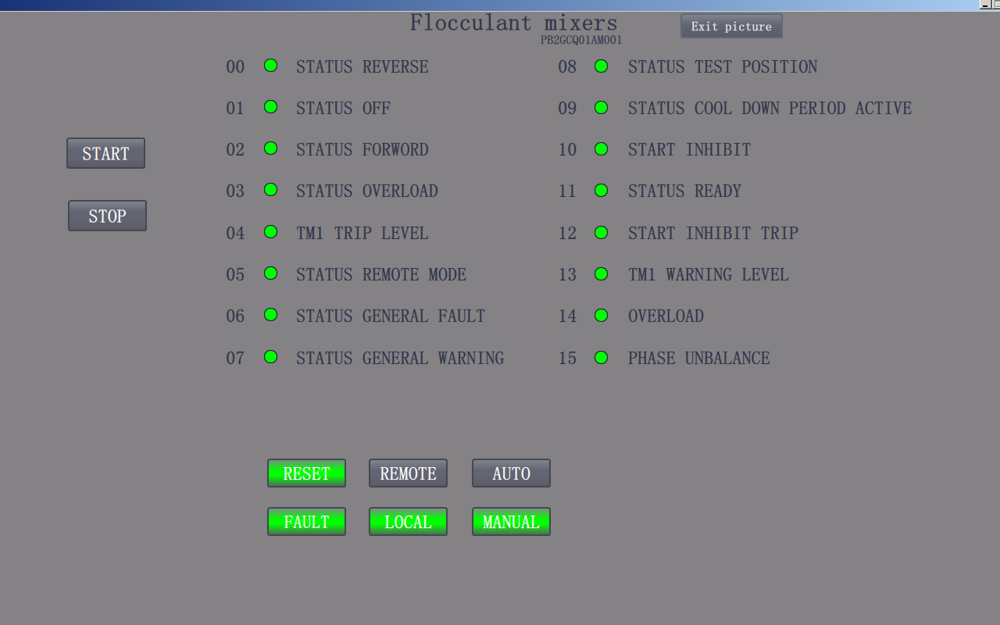 Flocculant mixers
PB2GCQ01AM001
Exit picture
00 STATUS REVERSE
01 STATUS OFF
02 STATUS FORWORD
03 STATUS OVERLOAD
04 TM1 TRIP LEVEL
05 STATUS REMOTE MODE
06 STATUS GENERAL FAULT
07 STATUS GENERAL WARNING
08 STATUS TEST POSITION
09 STATUS COOL DOWN PERIOD ACTIVE
10 START INHIBIT
11 STATUS READY
12 START INHIBIT TRIP
13 TM1 WARNING LEVEL
14 OVERLOAD
15 PHASE UNBALANCE
START
STOP
RESET REMOTE AUTO
FAULT LOCAL MANUAL